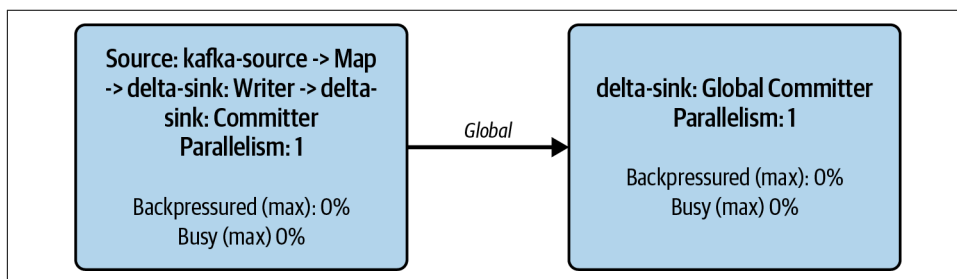 Source: kafka-source -> Map
-> delta-sink: Writer -> delta-
sink: Committer
Parallelism: 1
Backpressured (max): 0%
Busy (max) 0%
Global
delta-sink: Global Committer
Parallelism: 1
Backpressured (max): 0%
Busy (max) 0%